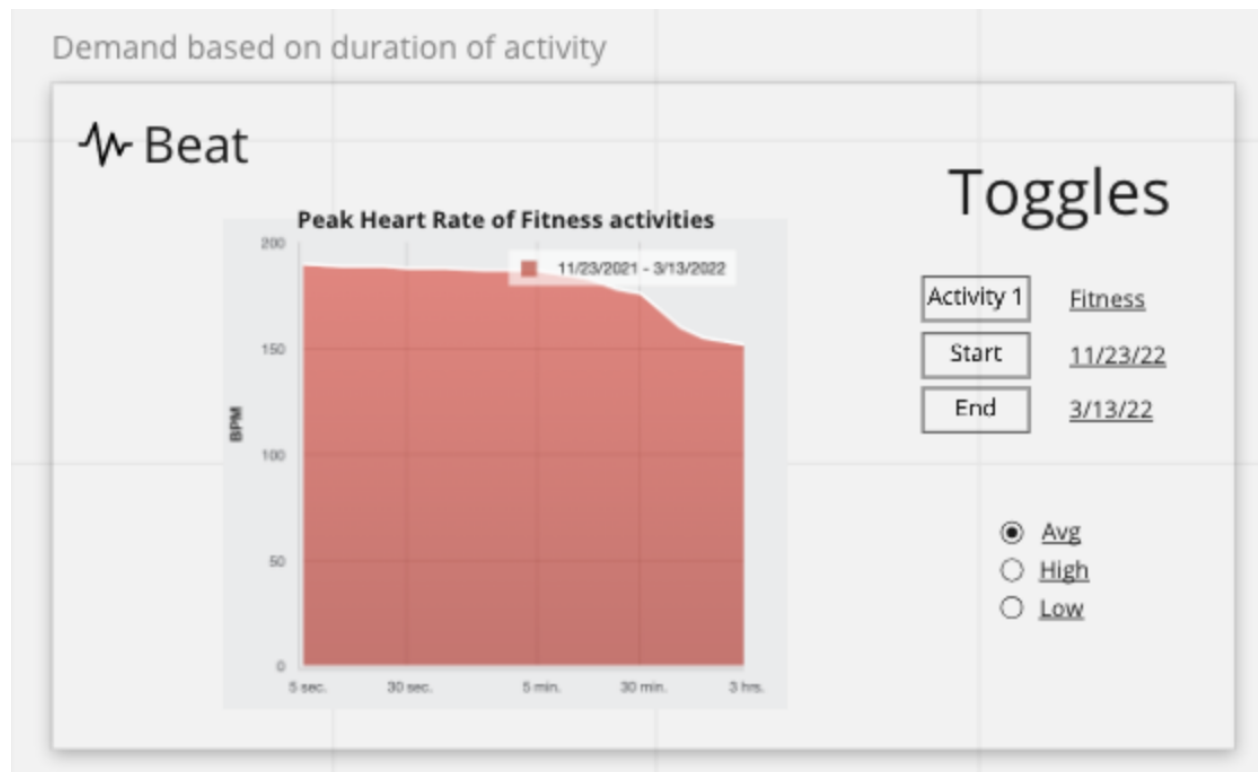 Demand based on duration of activity
Beat
Toggles
Peak Heart Rate of Fitness activities
200
11/23/2021 - 3/13/2022
150
BPM
100
50
0
5 sec.
30 sec.
5 min.
30 min.
3 hrs.
Activity 1 Fitness
Start 11/23/22
End 3/13/22
Avg
High
Low